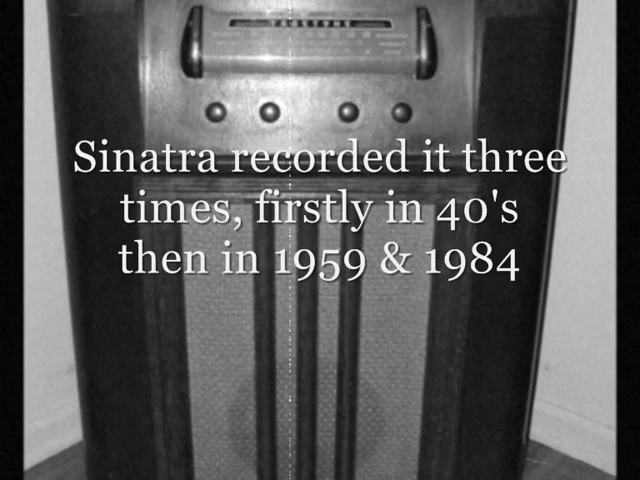 Sinatra recorded it three
times, firstly in 40's
then in 1959 & 1984